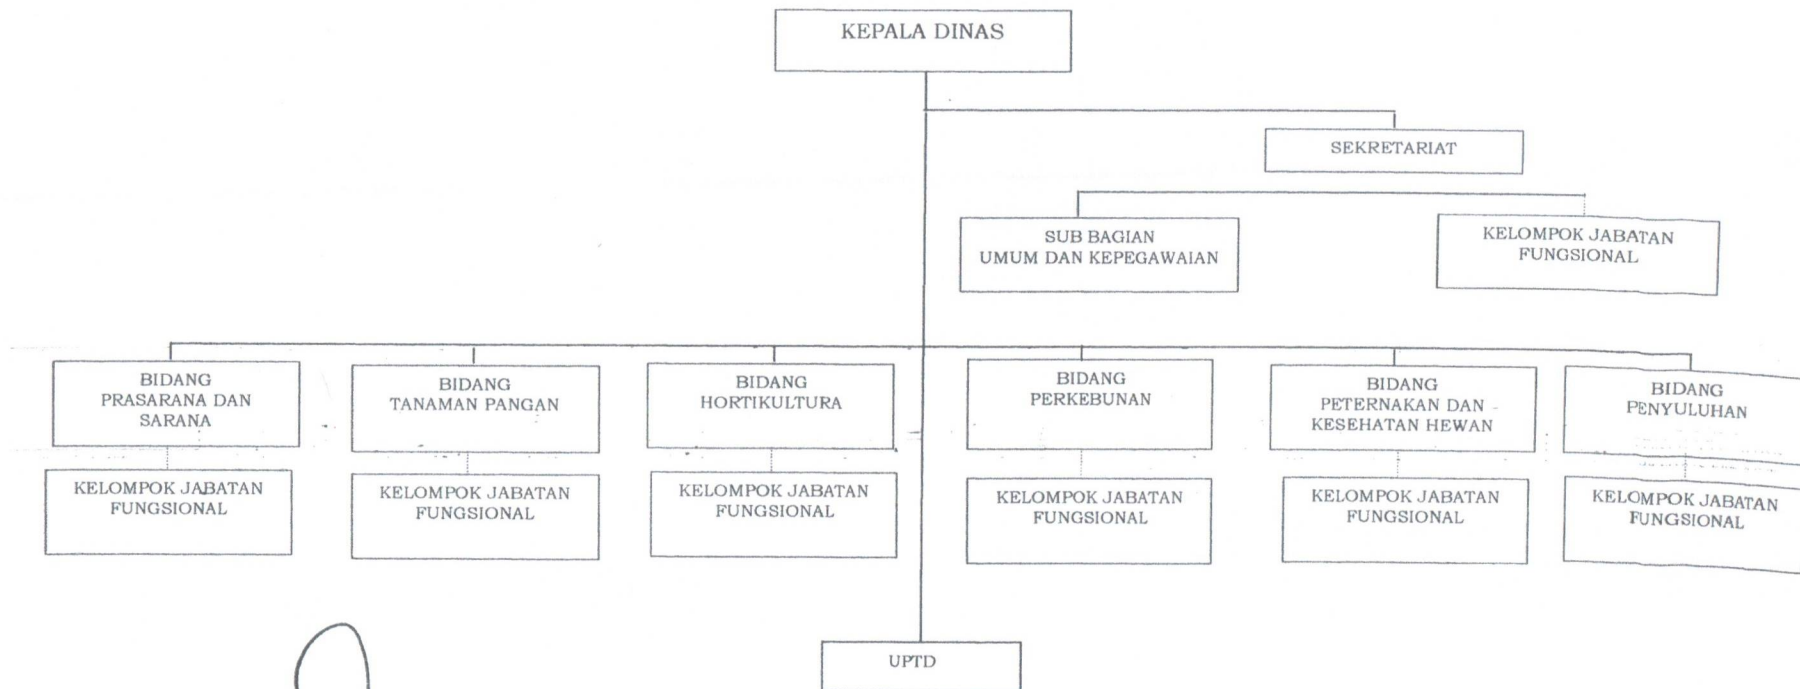 KEPALA DINAS
SEKRETARIAT
SUB BAGIAN
UMUM DAN KEPEGAWAIAN
KELOMPOK JABATAN
FUNGSIONAL
BIDANG
PRASARANA DAN
SARANA
BIDANG
TANAMAN PANGAN
BIDANG
HORTIKULTURA
BIDANG
PERKEBUNAN
BIDANG
PETERNAKAN DAN
KESEHATAN HEWAN
BIDANG
PENYULUHAN
KELOMPOK JABATAN
FUNGSIONAL
KELOMPOK JABATAN
FUNGSIONAL
KELOMPOK JABATAN
FUNGSIONAL
KELOMPOK JABATAN
FUNGSIONAL
KELOMPOK JABATAN
FUNGSIONAL
KELOMPOK JABATAN
FUNGSIONAL
UPTD